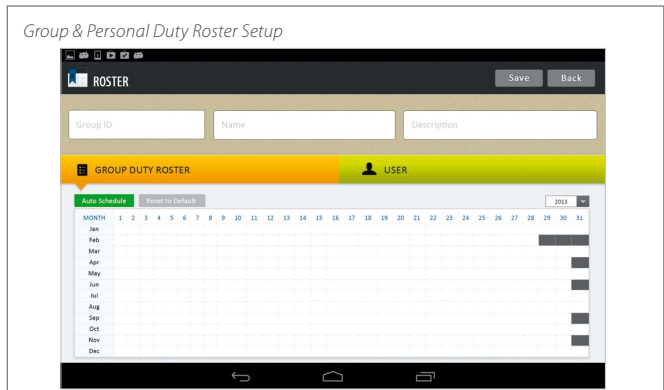 Group & Personal Duty Roster Setup
ROSTER
Save Back
Group ID Name Description
GROUP DUTY ROSTER USER
Auto Schedule Reset to Default 2013
MONTH 1 2 3 4 5 6 7 8 9 10 11 12 13 14 15 16 17 18 19 20 21 22 23 24 25 26 27 28 29 30 31
Jan
Feb
Mar
Apr
May
Jun
Jul
Aug
Sep
Oct
Nov
Dec